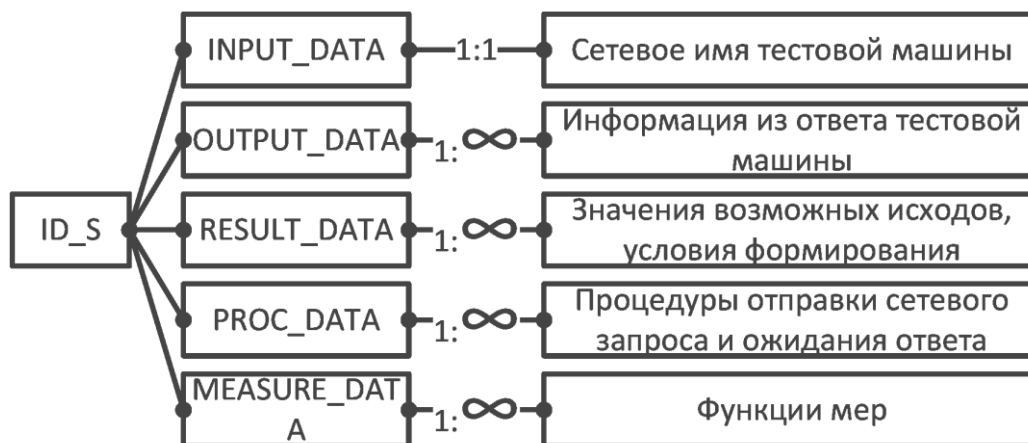 INPUT_DATA 1:1 Сетевое имя тестовой машины
OUTPUT_DATA 1:∞ Информация из ответа тестовой
машины
ID_S RESULT_DATA 1:∞ Значения возможных исходов,
условия формирования
PROC_DATA 1:∞ Процедуры отправки сетевого
запроса и ожидания ответа
MEASURE_DAT
A 1:∞ Функции мер